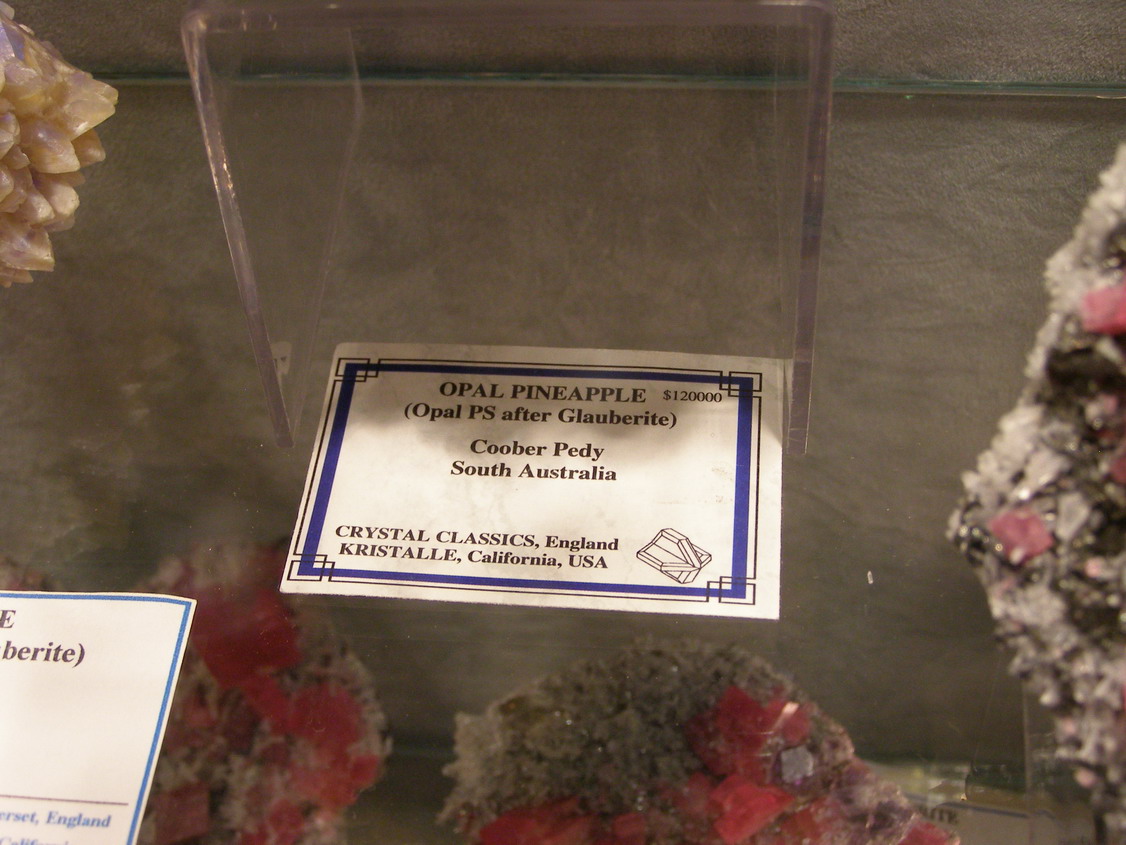 OPAL PINEAPPLE $120000
(Opal PS after Glauberite)
Coober Pedy
South Australia
CRYSTAL CLASSICS, England
KRISTALLE, California, USA
E
berite)
erset, England